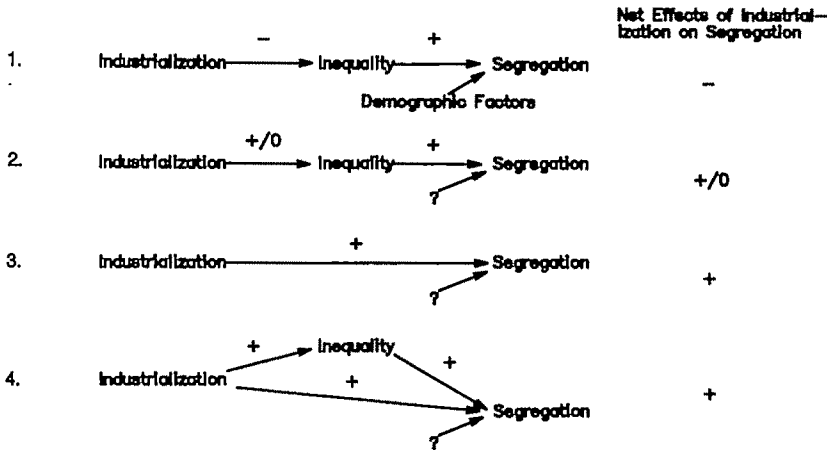 Net Effects of Industrial-
ization on Segregation
−
+
1.
Industrialization
Inequality
Segregation
Demographic Factors
−
+/0
+
2.
Industrialization
Inequality
Segregation
?
+/0
+
3.
Industrialization
Segregation
?
+
+
Inequality
+
4.
Industrialization
+
Segregation
?
+